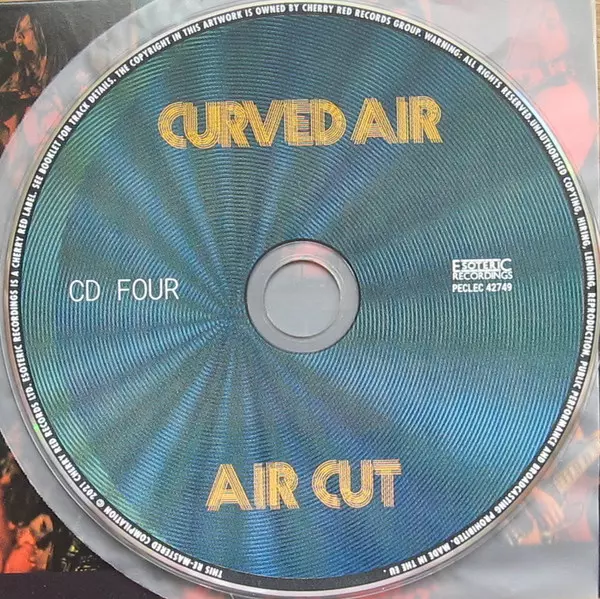 CURVED AIR
CD FOUR
ESOTERIC
RECORDINGS
PECLEC 42749
AIR CUT
THIS RE-MASTERED COMPILATION © 2021 CHERRY RED RECORDS LTD. ESOTERIC RECORDINGS IS A CHERRY RED LABEL. SEE BOOKLET FOR TRACK DETAILS. THE COPYRIGHT IN THIS ARTWORK IS OWNED BY CHERRY RED RECORDS GROUP. WARNING: ALL RIGHTS RESERVED.UNAUTHORISED COPYING, HIRING, LENDING, REPRODUCTION, PUBLIC PERFORMANCE AND BROADCASTING PROHIBITED. MADE IN THE EU .